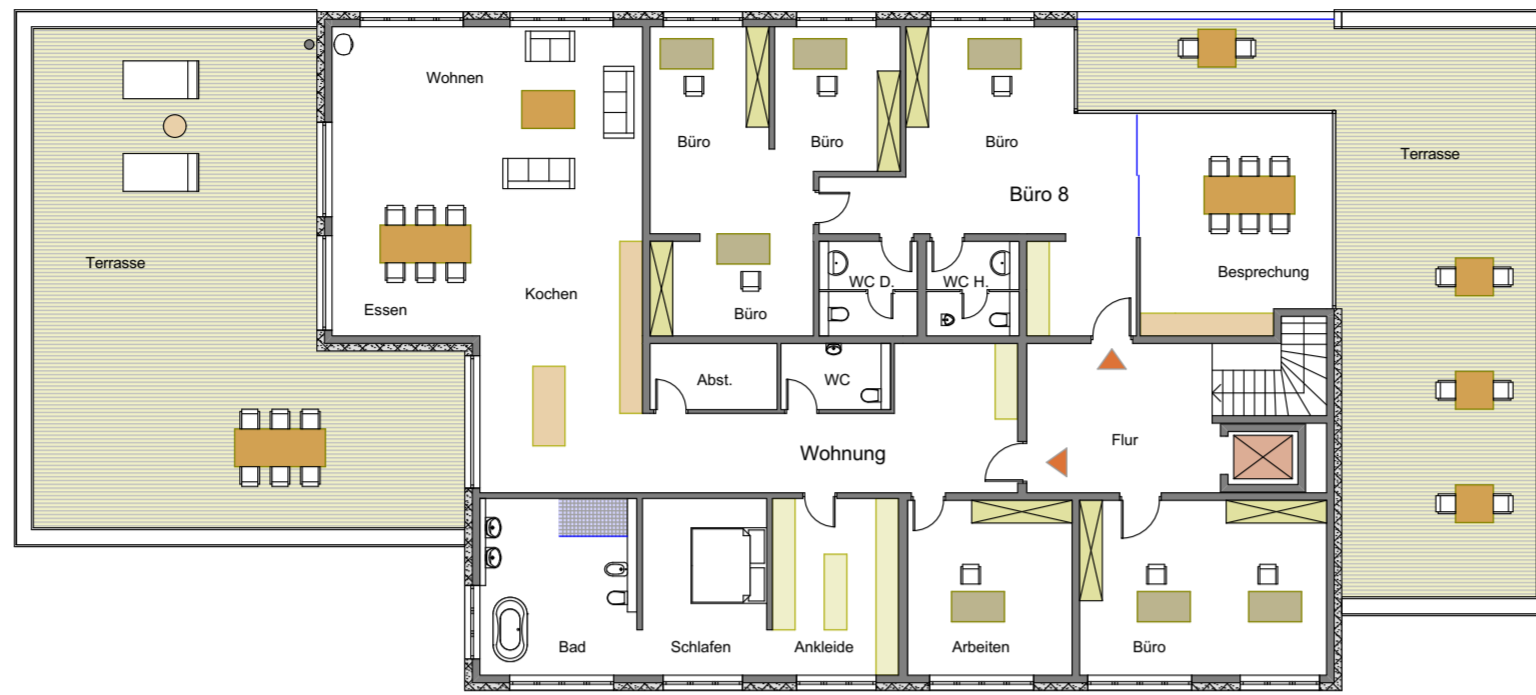 Wohnen
Büro
Büro
Büro
Terrasse
Büro 8
Terrasse
Besprechung
WC D.
WC H.
Kochen
Essen
Büro
Abst.
WC
Flur
Wohnung
Bad
Schlafen
Ankleide
Arbeiten
Büro